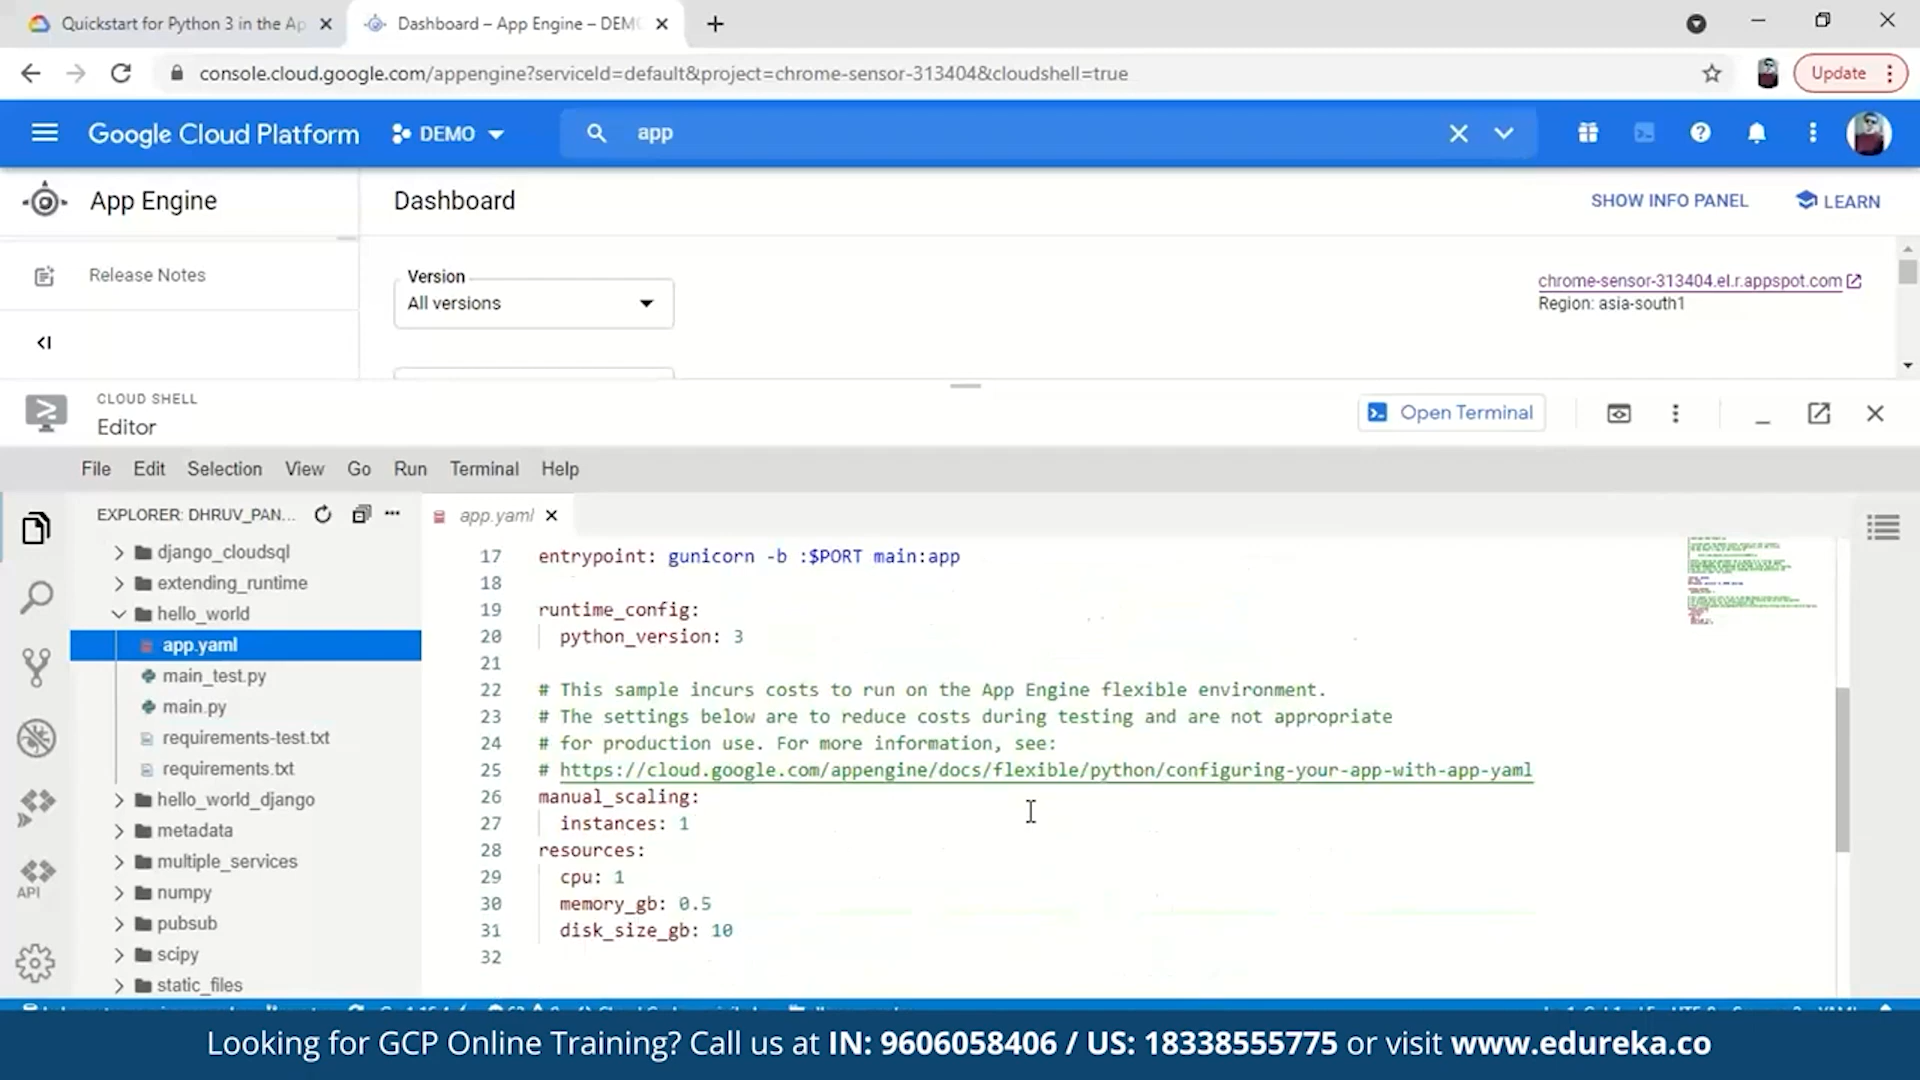 Quickstart for Python 3 in the Ap
Dashboard – App Engine – DEMO
console.cloud.google.com/appengine?serviceId=default&project=chrome-sensor-313404&cloudshell=true
Update
Google Cloud Platform
DEMO
app
App Engine
Dashboard
SHOW INFO PANEL
LEARN
Release Notes
Version
All versions
chrome-sensor-313404.el.r.appspot.com
Region: asia-south1
CLOUD SHELL
Editor
Open Terminal
File Edit Selection View Go Run Terminal Help
EXPLORER: DHRUV_PAN...
app.yaml
django_cloudsql
extending_runtime
hello_world
app.yaml
main_test.py
main.py
requirements-test.txt
requirements.txt
hello_world_django
metadata
multiple_services
numpy
pubsub
scipy
static_files
API
17 entrypoint: gunicorn -b :$PORT main:app
18
19 runtime_config:
20 python_version: 3
21
22 # This sample incurs costs to run on the App Engine flexible environment.
23 # The settings below are to reduce costs during testing and are not appropriate
24 # for production use. For more information, see:
25 # https://cloud.google.com/appengine/docs/flexible/python/configuring-your-app-with-app-yaml
26 manual_scaling:
27 instances: 1
28 resources:
29 cpu: 1
30 memory_gb: 0.5
31 disk_size_gb: 10
32
Looking for GCP Online Training? Call us at IN: 9606058406 / US: 18338555775 or visit www.edureka.co